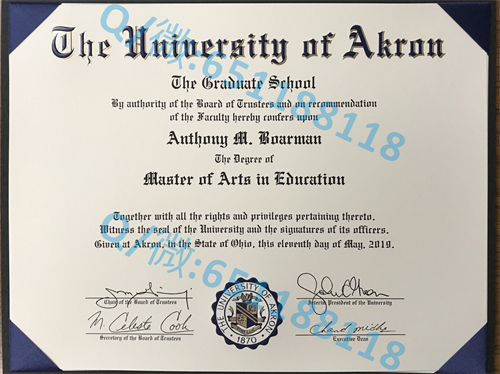 The University of Akron
The Graduate School
By authority of the Board of Trustees and on recommendation
of the Faculty hereby confers upon
Anthony M. Boarman
The Degree of
Master of Arts in Education
Together with all the rights and privileges pertaining thereto.
Witness the seal of the University and the signatures of its officers.
Given at Akron, in the State of Ohio, this eleventh day of May, 2019.
Chair of the Board of Trustees
Interim President of the University
M. Celeste Cook
Secretary of the Board of Trustees
Executive Dean
THE UNIVERSITY OF AKRON
1870
Q/微:651188118
Q/微:651188118